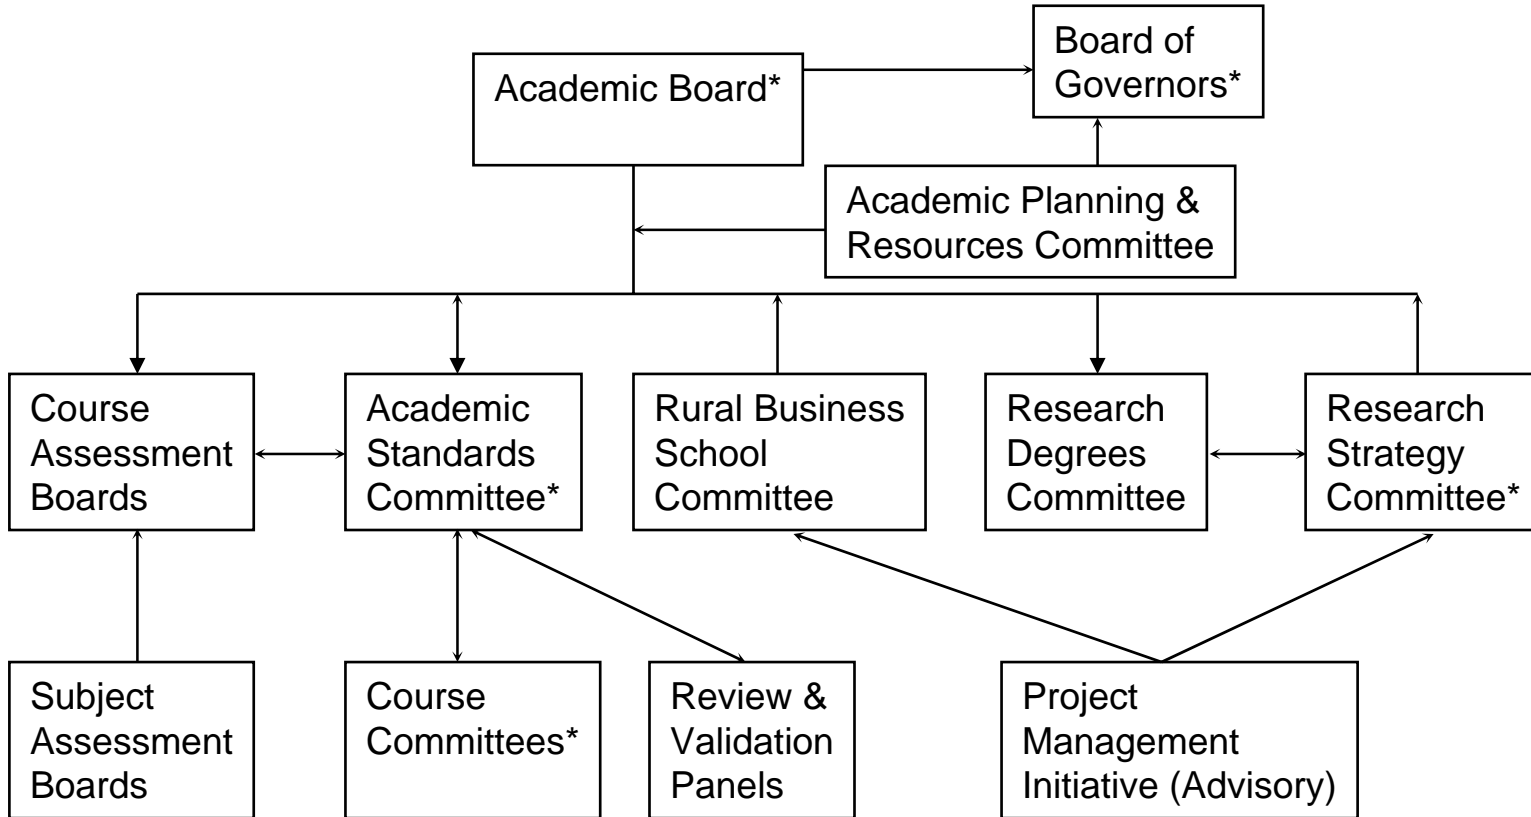 Board of
Governors*
Academic Board*
Academic Planning &
Resources Committee
Course
Assessment
Boards
Academic
Standards
Committee*
Rural Business
School
Committee
Research
Degrees
Committee
Research
Strategy
Committee*
Subject
Assessment
Boards
Course
Committees*
Review &
Validation
Panels
Project
Management
Initiative (Advisory)